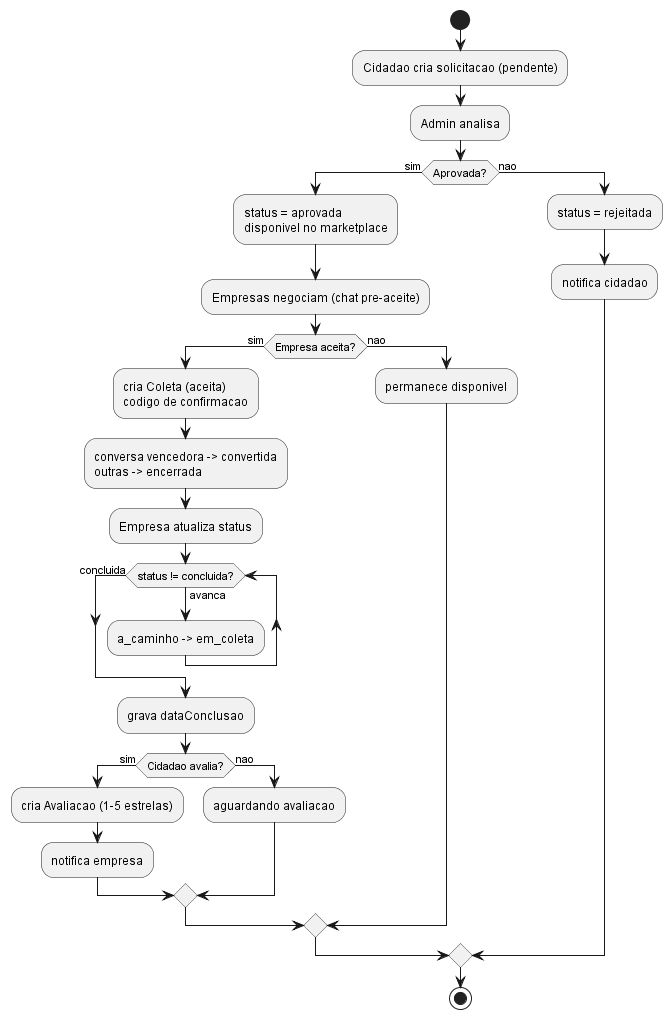 Cidadao cria solicitacao (pendente)
Admin analisa
sim
Aprovada?
nao
status = aprovada
disponivel no marketplace
status = rejeitada
Empresas negociam (chat pre-aceite)
notifica cidadao
sim
Empresa aceita?
nao
cria Coleta (aceita)
codigo de confirmacao
permanece disponivel
conversa vencedora -> convertida
outras -> encerrada
Empresa atualiza status
concluida
status != concluida?
avanca
a_caminho -> em_coleta
grava dataConclusao
sim
Cidadao avalia?
nao
cria Avaliacao (1-5 estrelas)
aguardando avaliacao
notifica empresa